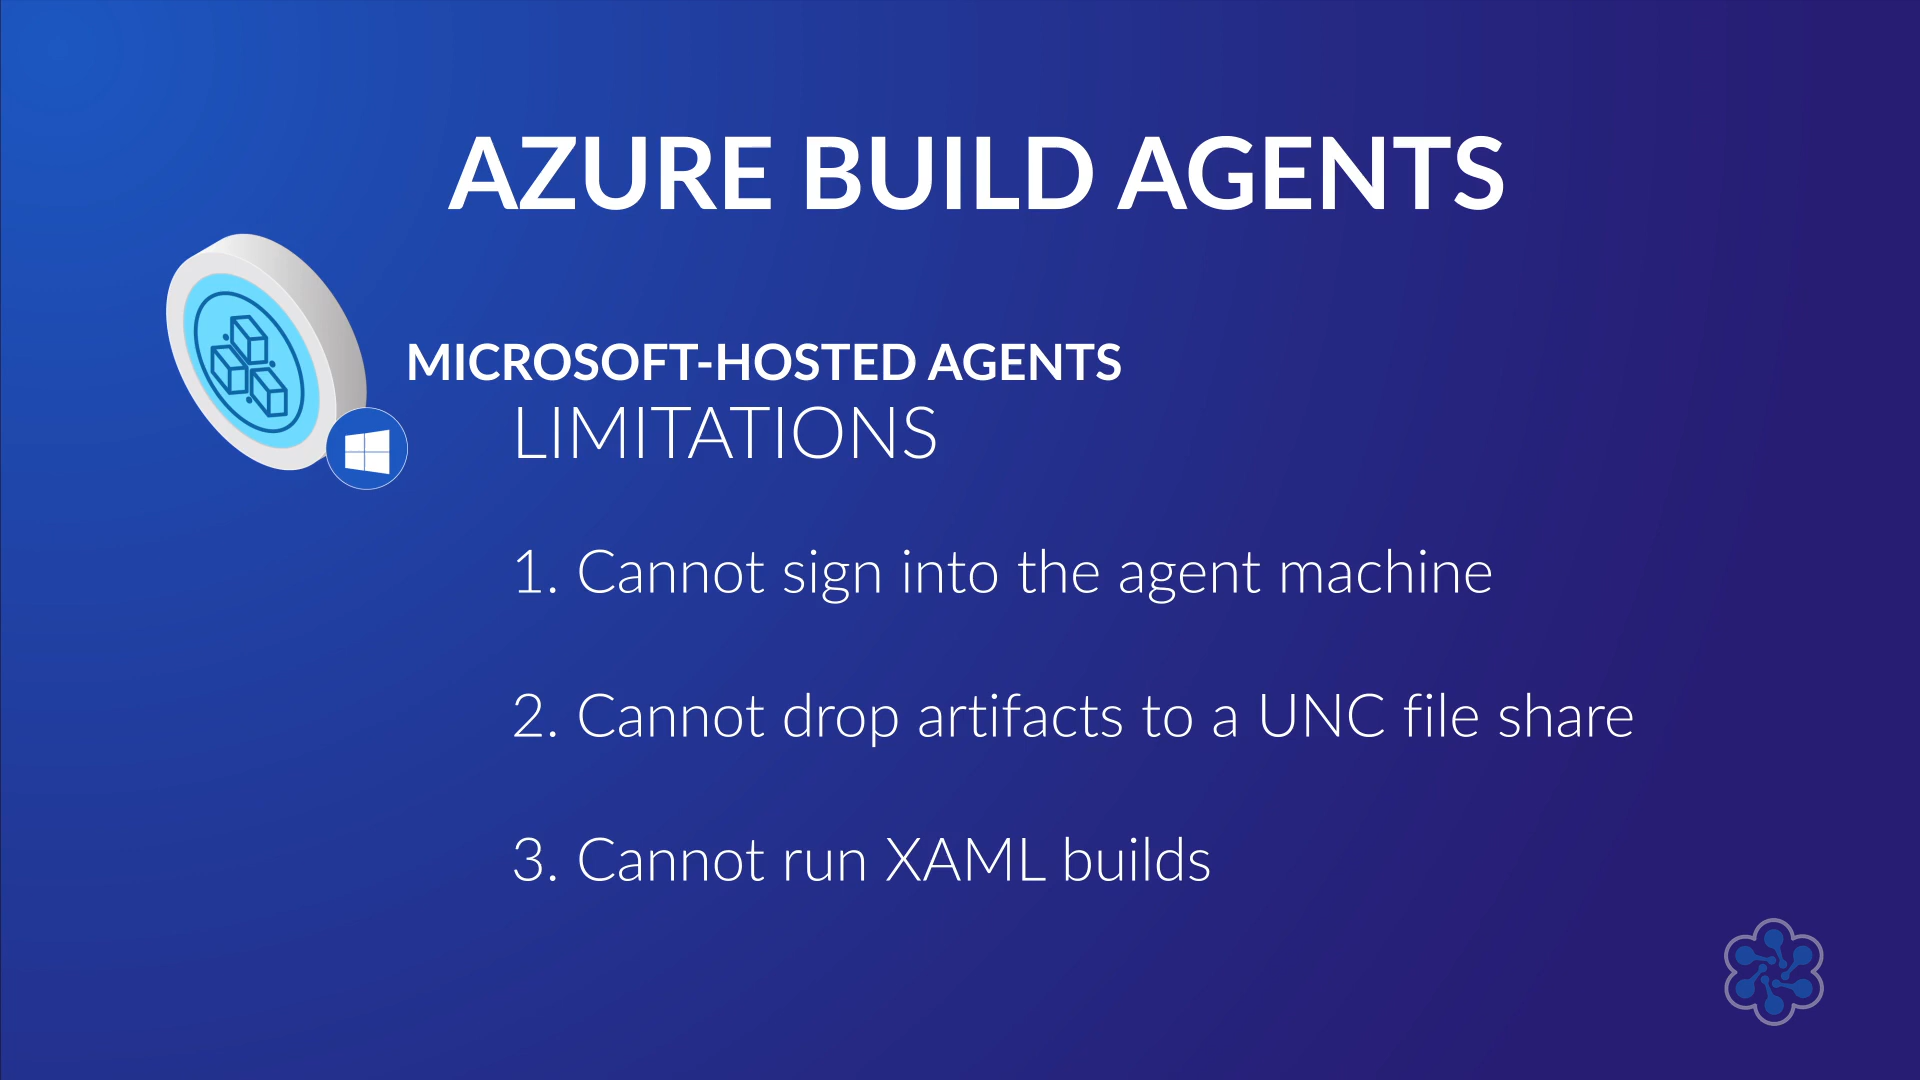 AZURE BUILD AGENTS
MICROSOFT-HOSTED AGENTS
LIMITATIONS
1. Cannot sign into the agent machine
2. Cannot drop artifacts to a UNC file share
3. Cannot run XAML builds